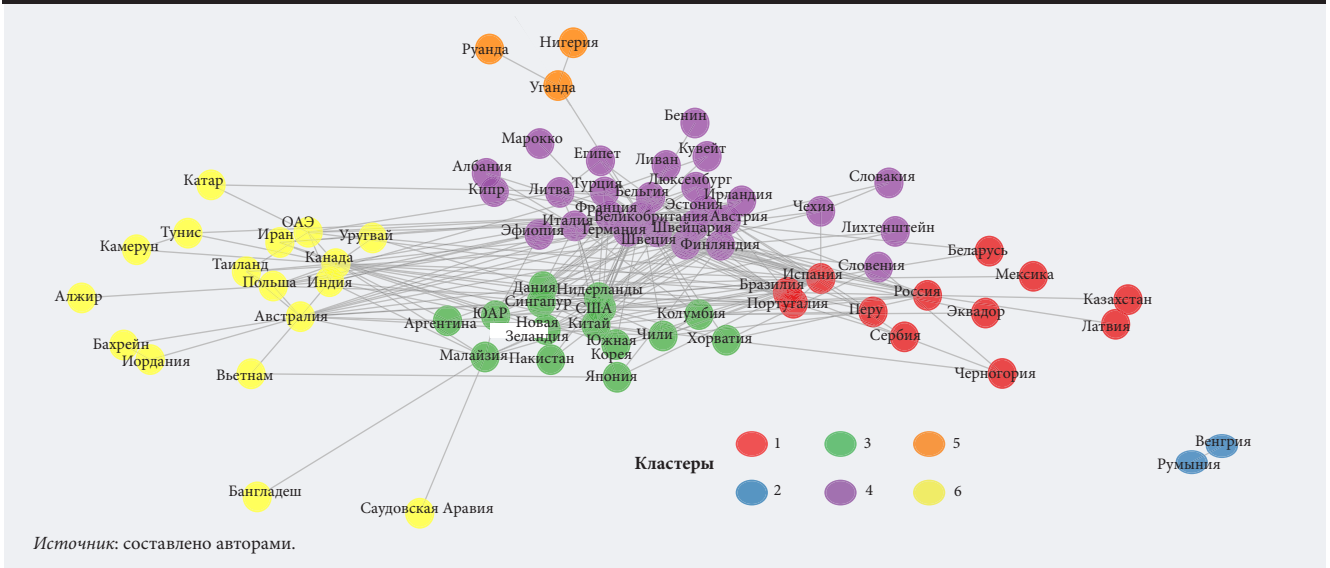 Нигерия
Руанда
Уганда
Бенин
Марокко
Кувейт
Египет
Ливан
Албания
Словакия
Катар
Люксембург
Турция
Кипр
Литва
Бельгия
Ирландия
Эстония
Чехия
Франция
Великобритания
Австрия
Италия
ОАЭ
Тунис
Иран
Уругвай
Эфиопия
Германия
Швейцария
Лихтенштейн
Швеция
Финляндия
Камерун
Беларусь
Канада
Таиланд
Словения
Польша
Индия
Испания
Мексика
Бразилия
Дания
Нидерланды
Россия
Алжир
Сингапур
Португалия
Казахстан
США
Перу
Эквадор
ЮАР
Колумбия
Австралия
Аргентина
Новая
Зеландия
Китай
Латвия
Чили
Сербия
Хорватия
Южная
Корея
Бахрейн
Иордания
Малайзия
Пакистан
Вьетнам
Япония
Черногория
Венгрия
Румыния
Бангладеш
Саудовская Аравия
Кластеры
1 3 5
2 4 6
Источник: составлено авторами.